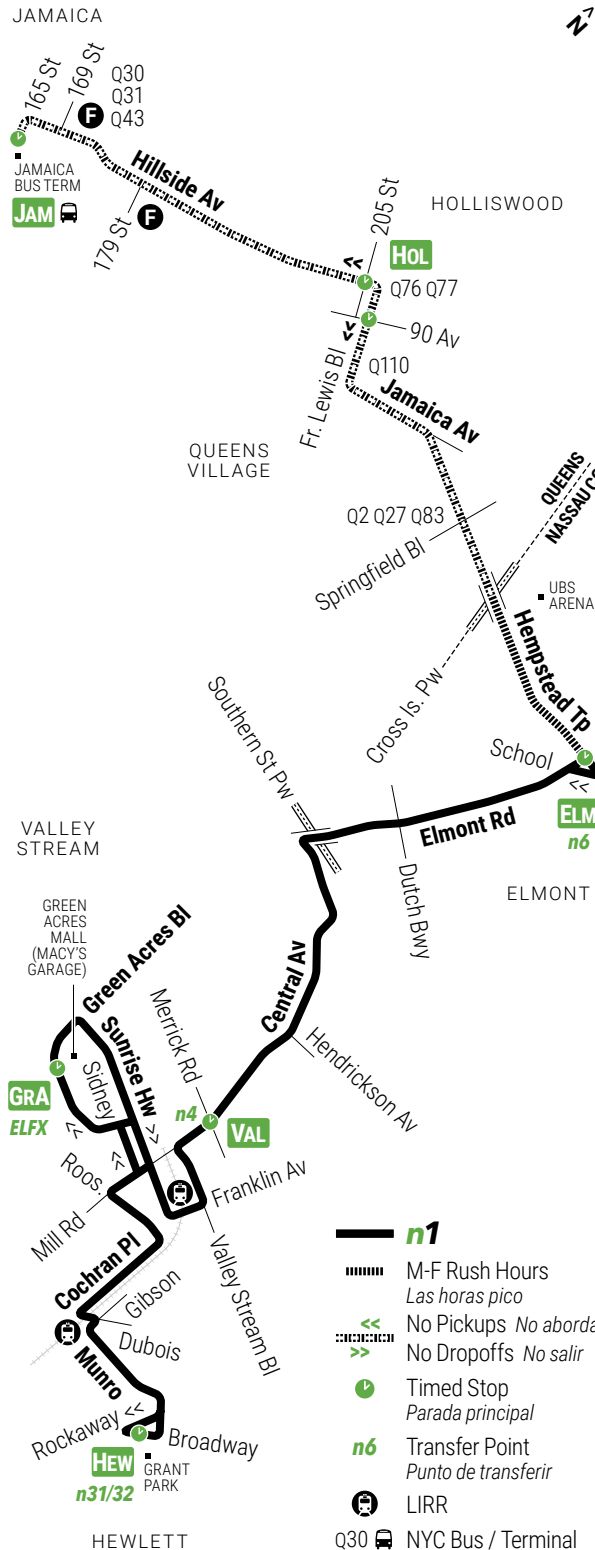 JAMAICA
N
165 St
169 St
Q30
Q31
Q43
F
JAMAICA
BUS TERM
JAM
Hillside Av
179 St
F
205 St
HOLLISWOOD
<<
HOL
Q76 Q77
<<
90 Av
Fr. Lewis Bl
Q110
Jamaica Av
QUEENS
VILLAGE
QUEENS
Q2 Q27 Q83
Springfield Bl
UBS
ARENA
Hempstead Tp
Cross Is. Pw
Southern St Pw
School
<<
n6
Elmont Rd
VALLEY
STREAM
ELMONT
Dutch Bwy
GREEN
ACRES
MALL
(MACY'S
GARAGE)
Green Acres Bl
Central Av
Merrick Rd
Hendrickson Av
Sunrise Hw
Sidney
GRA
ELFX
<<
<<
>>
n4
VAL
Roos.
Franklin Av
Mill Rd
Valley Stream Bl
Cochran Pl
Gibson
Dubois
Munro
Rockaway <<
Broadway
HEW
GRANT
PARK
n31/32
HEWLETT
n1
M-F Rush Hours
Las horas pico
<< No Pickups No aborda
>> No Dropoffs No salir
Timed Stop
Parada principal
n6 Transfer Point
Punto de transferir
LIRR
Q30 NYC Bus / Terminal